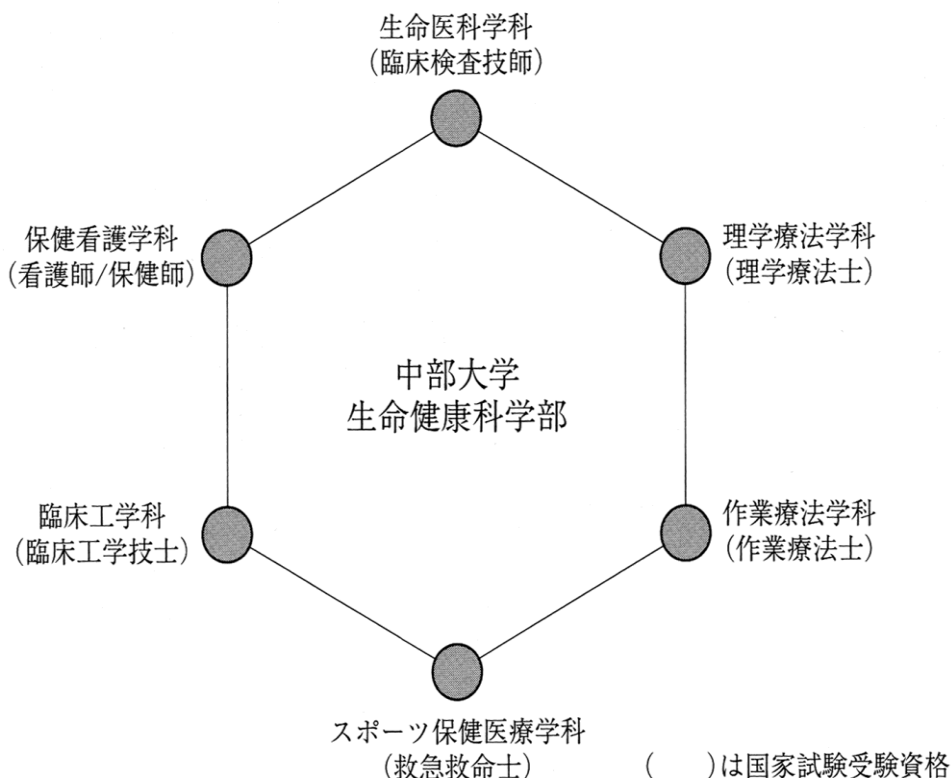 生命医科学科
(臨床検査技師)
保健看護学科
(看護師/保健師)
理学療法学科
(理学療法士)
中部大学
生命健康科学部
臨床工学科
(臨床工学技士)
作業療法学科
(作業療法士)
スポーツ保健医療学科
(救急救命士)
(　　)は国家試験受験資格